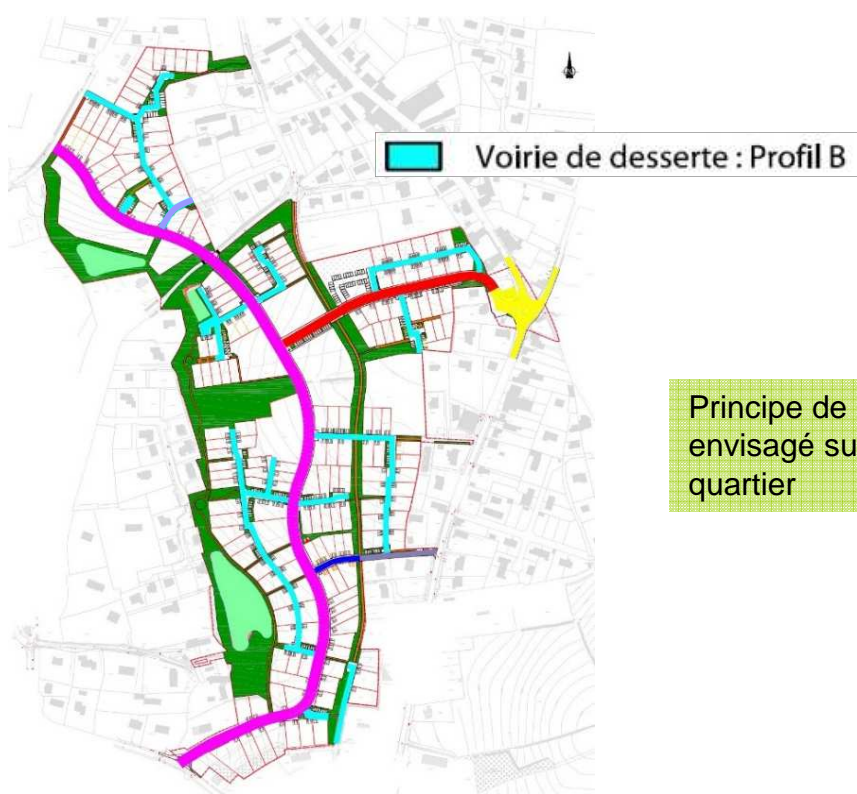 Voirie de desserte : Profil B
Principe de
envisagé su
quartier